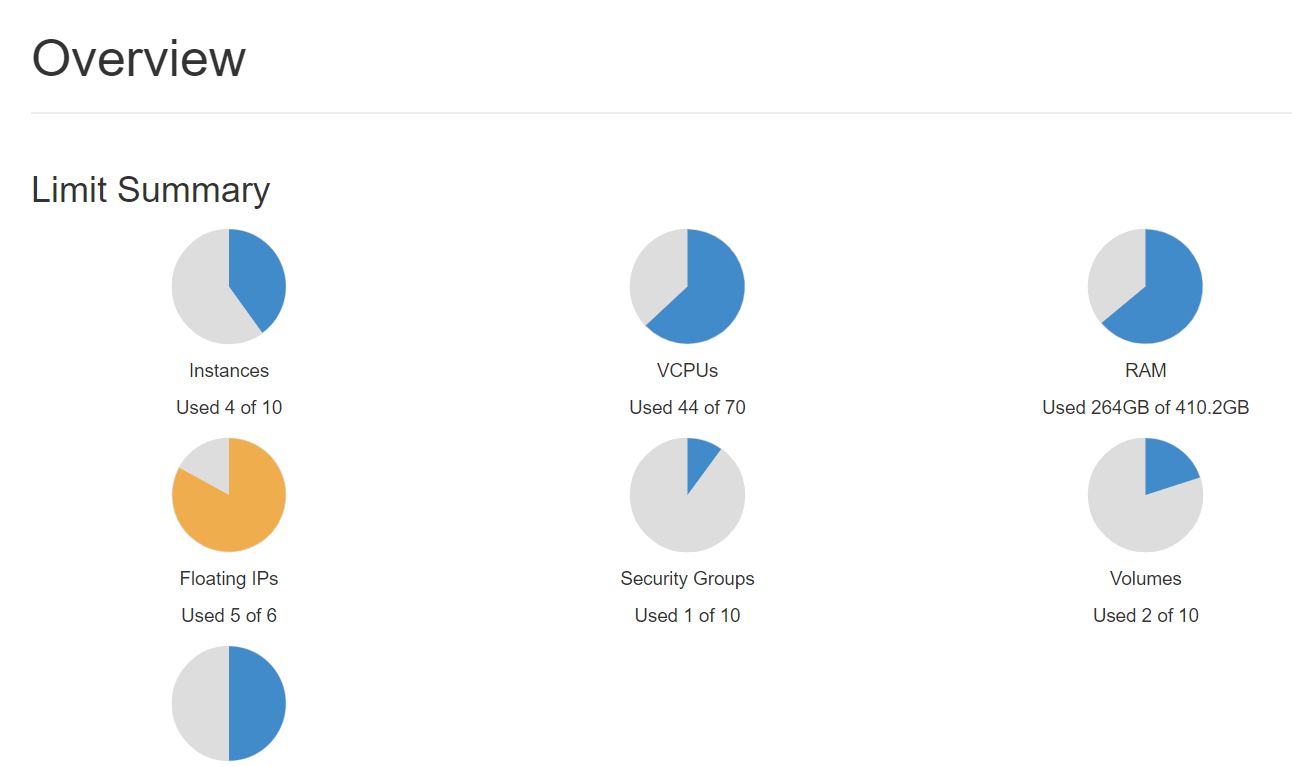 Overview
Limit Summary
Instances
Used 4 of 10
VCPUs
Used 44 of 70
RAM
Used 264GB of 410.2GB
Floating IPs
Used 5 of 6
Security Groups
Used 1 of 10
Volumes
Used 2 of 10